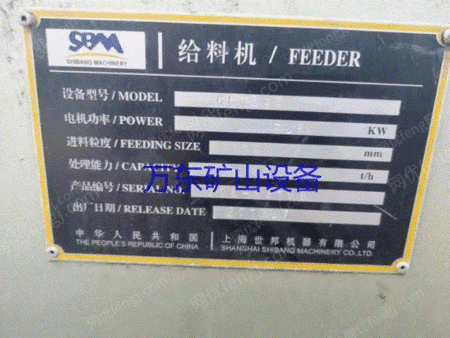 SBM
SHIBANG MACHINERY
给料机 / FEEDER
设备型号 / MODEL
电机功率 / POWER KW
进料粒度 / FEEDING SIZE mm
处理能力 / CAPACITY t/h
万东矿山设备
产品编号 / SERIAL NO
出厂日期 / RELEASE DATE
中华人民共和国
THE PEOPLE'S REPUBLIC OF CHINA
上海世邦机器有限公司
SHANGHAI SHIBANG MACHINERY CO.,LTD.